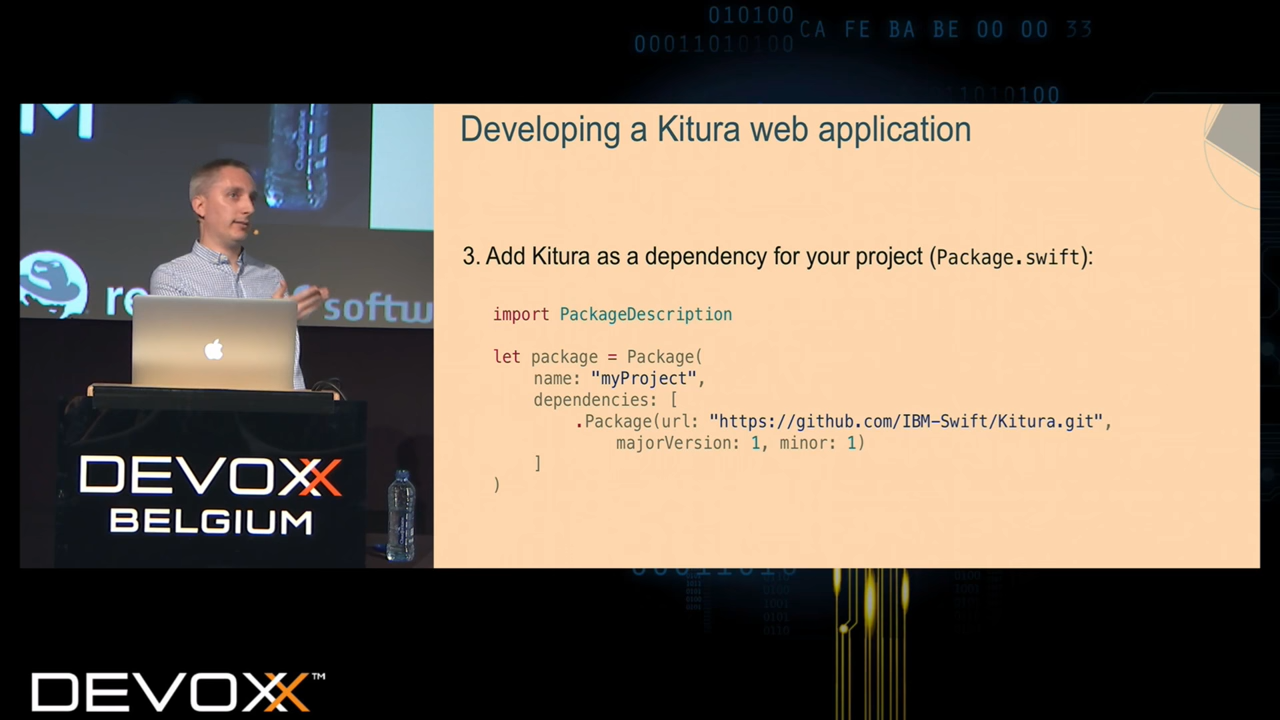 010100
00011010100
CA FE BA BE 00 00 33
11010100
Developing a Kitura web application
3. Add Kitura as a dependency for your project (Package.swift):
import PackageDescription
let package = Package(
name: "myProject",
dependencies: [
.Package(url: "https://github.com/IBM-Swift/Kitura.git",
majorVersion: 1, minor: 1)
]
)
softw
DEVOXX
BELGIUM
DEVOXX™